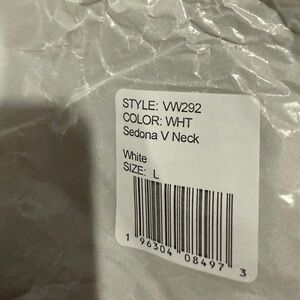 STYLE: VW292
COLOR: WHT
Sedona V Neck
White
SIZE: L
1 96304 08497 3